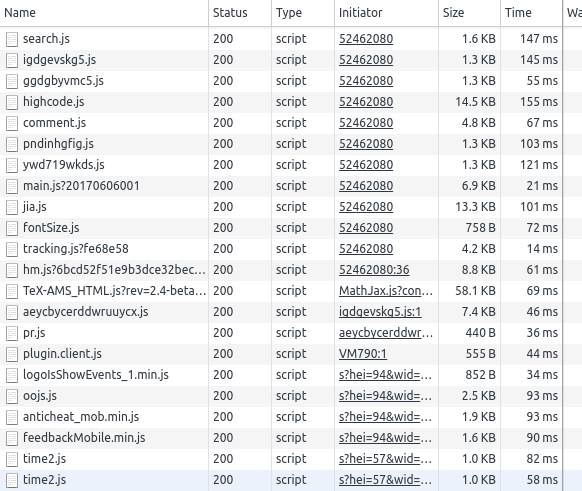 Name Status Type Initiator Size Time Wa
search.js 200 script 52462080 1.6 KB 147 ms
igdgevskg5.js 200 script 52462080 1.3 KB 145 ms
ggdgbyvmc5.js 200 script 52462080 1.3 KB 55 ms
highcode.js 200 script 52462080 14.5 KB 155 ms
comment.js 200 script 52462080 4.8 KB 67 ms
pndinhgfig.js 200 script 52462080 1.3 KB 103 ms
ywd719wkds.js 200 script 52462080 1.3 KB 121 ms
main.js?20170606001 200 script 52462080 6.9 KB 21 ms
jia.js 200 script 52462080 13.3 KB 101 ms
fontSize.js 200 script 52462080 758 B 72 ms
tracking.js?fe68e58 200 script 52462080 4.2 KB 14 ms
hm.js?6bcd52f51e9b3dce32bec... 200 script 52462080:36 8.8 KB 61 ms
TeX-AMS_HTML.js?rev=2.4-beta... 200 script MathJax.js?con... 58.1 KB 69 ms
aeycbycerddwruuycx.js 200 script igdgevskg5.js:1 7.4 KB 46 ms
pr.js 200 script aeycbycerddwr... 440 B 36 ms
plugin.client.js 200 script VM790:1 555 B 44 ms
logoIsShowEvents_1.min.js 200 script s?hei=94&wid=... 852 B 34 ms
oojs.js 200 script s?hei=94&wid=... 2.5 KB 93 ms
anticheat_mob.min.js 200 script s?hei=94&wid=... 1.9 KB 93 ms
feedbackMobile.min.js 200 script s?hei=94&wid=... 1.6 KB 90 ms
time2.js 200 script s?hei=57&wid=... 1.0 KB 82 ms
time2.js 200 script s?hei=57&wid=... 1.0 KB 58 ms